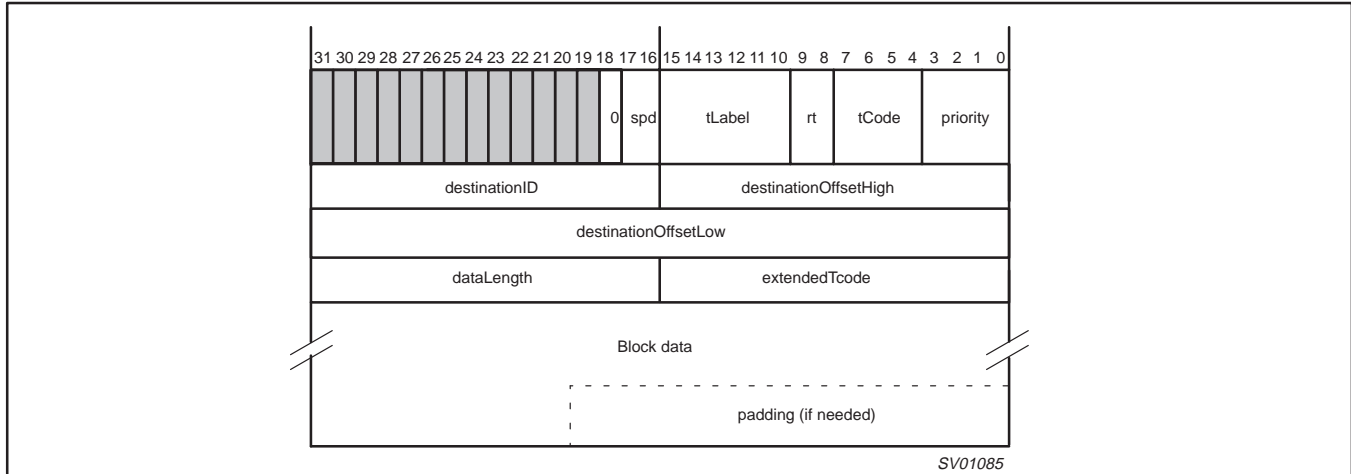 31 30 29 28 27 26 25 24 23 22 21 20 19 18 17 16 15 14 13 12 11 10 9 8 7 6 5 4 3 2 1 0
0 spd tLabel rt tCode priority
destinationID destinationOffsetHigh
destinationOffsetLow
dataLength extendedTcode
Block data
padding (if needed)
SV01085